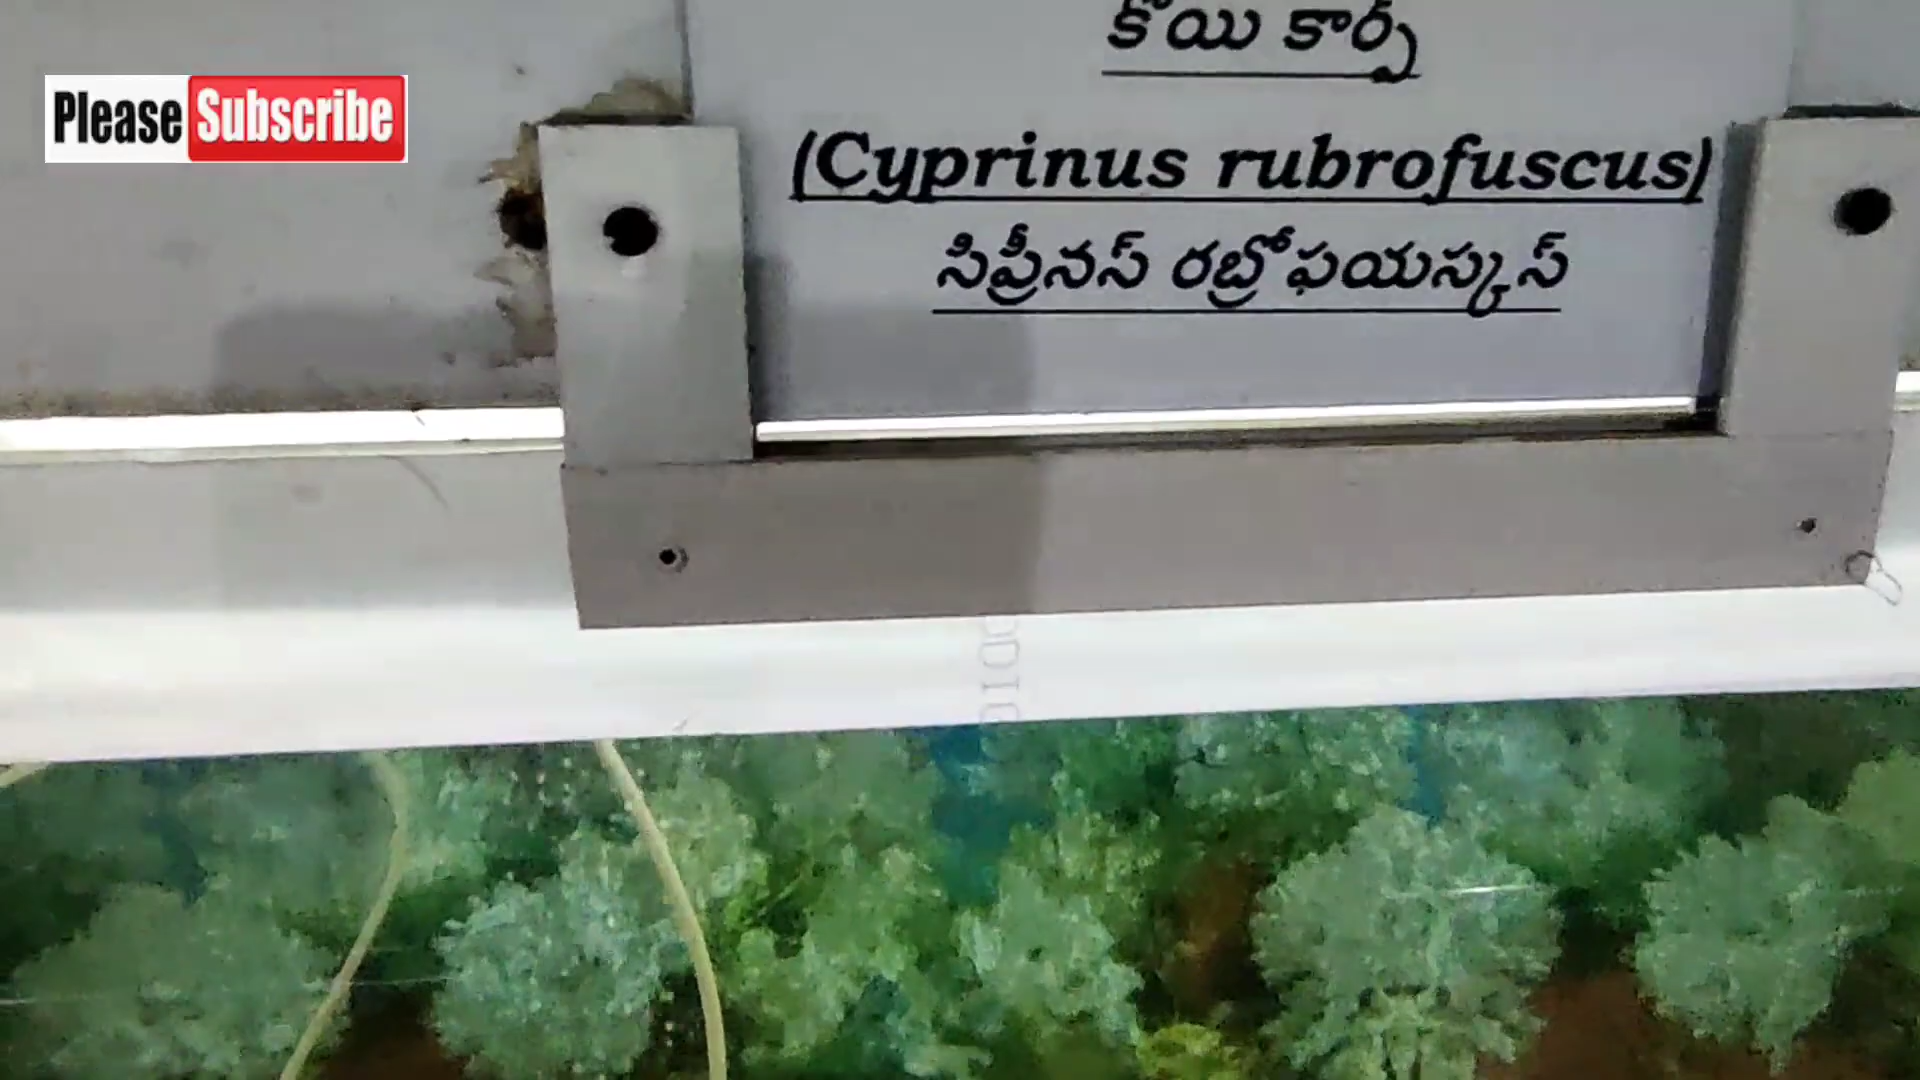 కోయి కార్ప్
Please Subscribe
(Cyprinus rubrofuscus)
సిప్రీనస్ రబ్రోఫయస్కస్